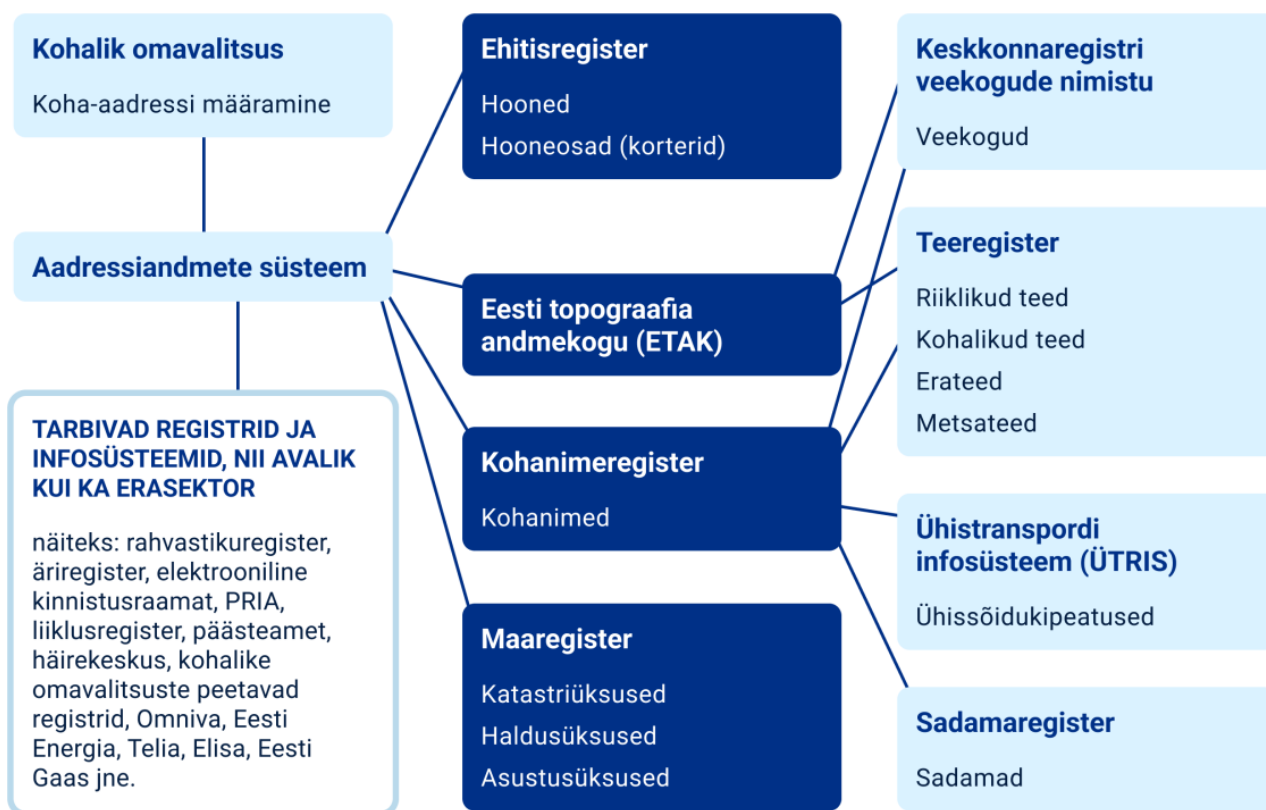 Kohalik omavalitsus
Koha-aadressi määramine
Aadressiandmete süsteem
TARBIVAD REGISTRID JA
INFOSÜSTEEMID, NII AVALIK
KUI KA ERASEKTOR
näiteks: rahvastikuregister,
äriregister, elektrooniline
kinnistusraamat, PRIA,
liiklusregister, päästeamet,
häirekeskus, kohalike
omavalitsuste peetavad
registrid, Omniva, Eesti
Energia, Telia, Elisa, Eesti
Gaas jne.
Ehitisregister
Hooned
Hooneosad (korterid)
Eesti topograafia
andmekogu (ETAK)
Kohanimeregister
Kohanimed
Maaregister
Katastriüksused
Haldusüksused
Asustusüksused
Keskkonnaregistri
veekogude nimistu
Veekogud
Teeregister
Riiklikud teed
Kohalikud teed
Erateed
Metsateed
Ühistranspordi
infosüsteem (ÜTRIS)
Ühissõidukipeatused
Sadamaregister
Sadamad